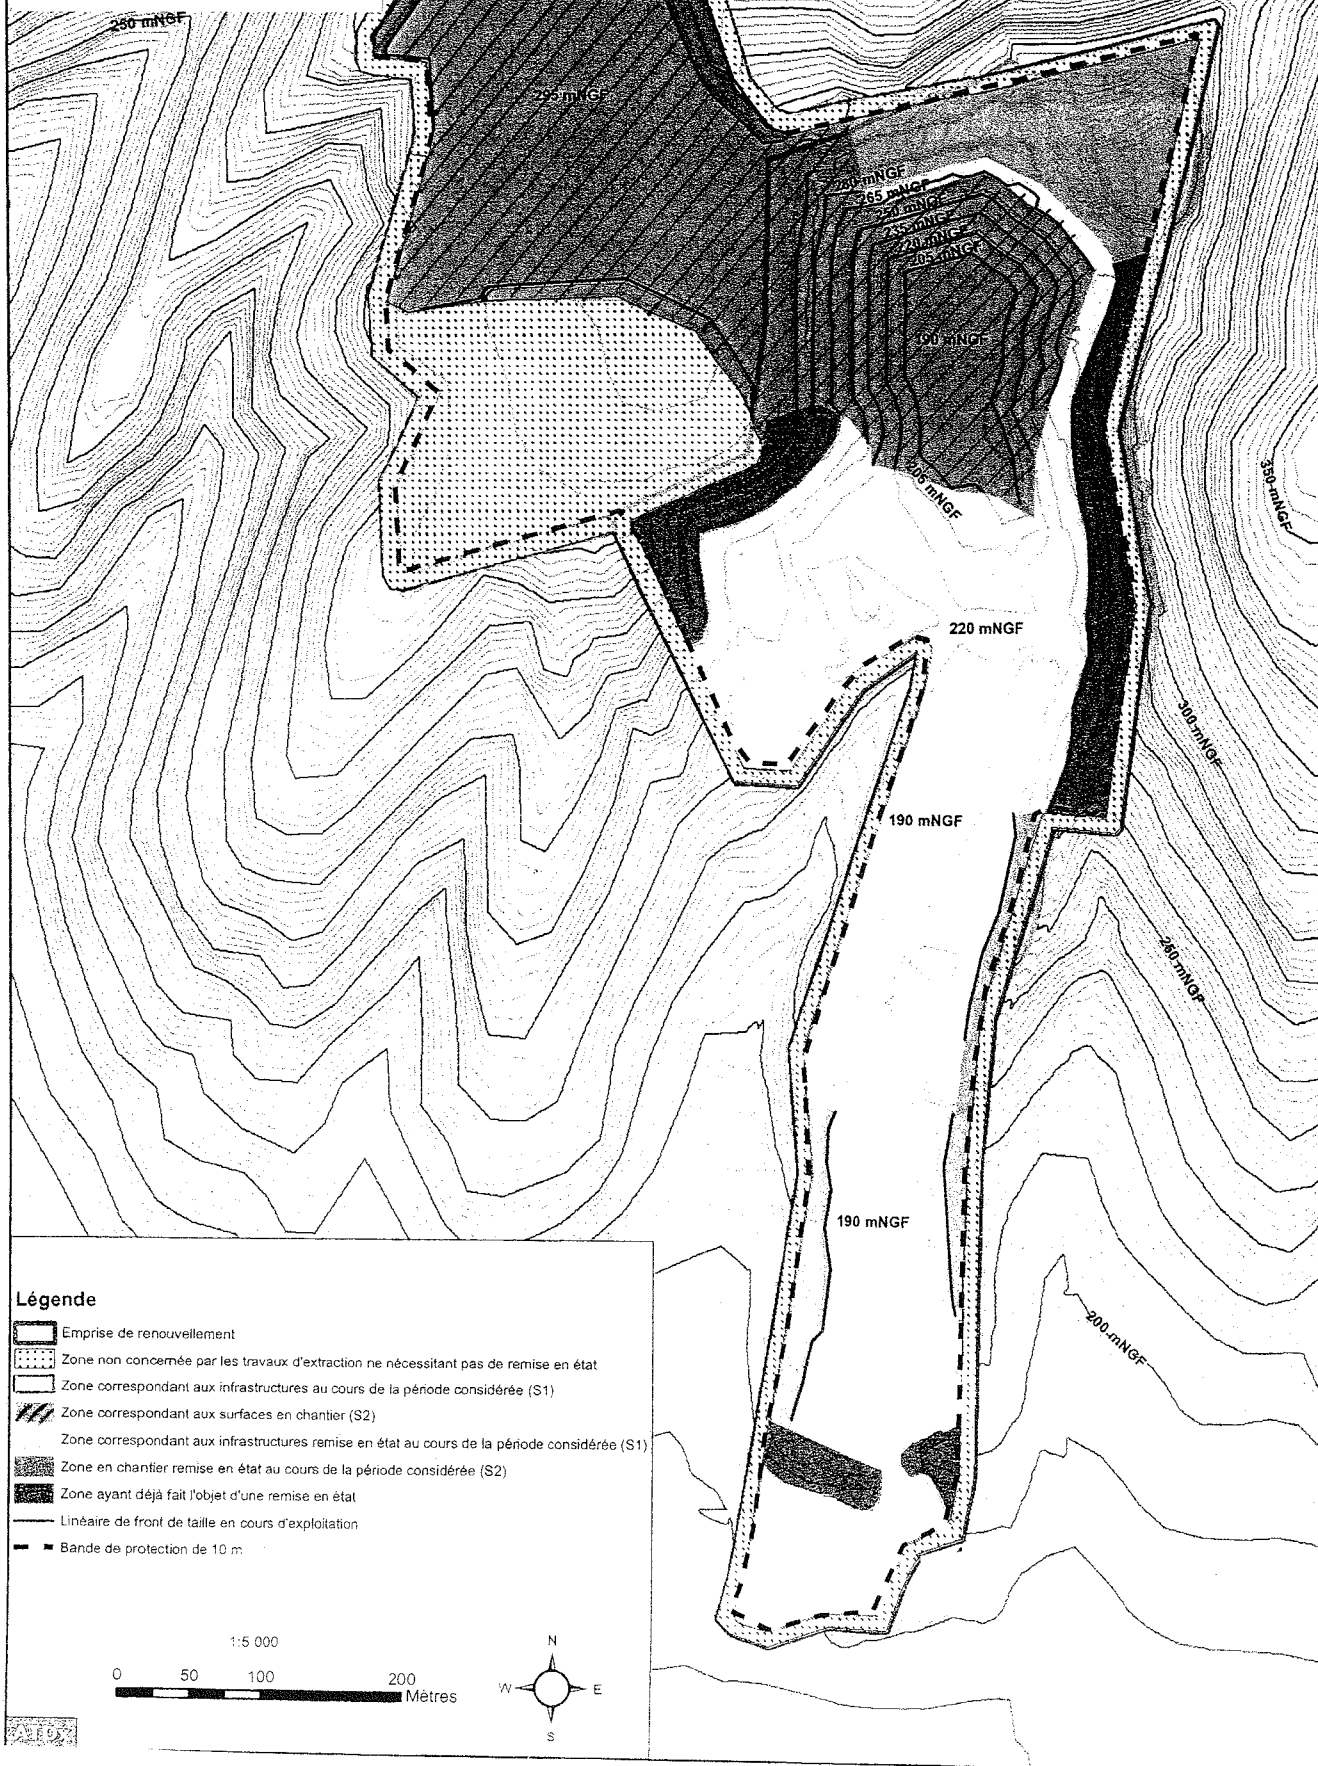 250 mNGF
295 mNGF
280 mNGF
265 mNGF
250 mNGF
235 mNGF
220 mNGF
205 mNGF
190 mNGF
205 mNGF
350 mNGF
220 mNGF
300 mNGF
190 mNGF
250 mNGF
190 mNGF
200 mNGF
Légende
Emprise de renouvellement
Zone non concernée par les travaux d'extraction ne nécessitant pas de remise en état
Zone correspondant aux infrastructures au cours de la période considérée (S1)
Zone correspondant aux surfaces en chantier (S2)
Zone correspondant aux infrastructures remise en état au cours de la période considérée (S1)
Zone en chantier remise en état au cours de la période considérée (S2)
Zone ayant déjà fait l'objet d'une remise en état
Linéaire de front de taille en cours d'exploitation
Bande de protection de 10 m
1:5 000
0 50 100 200
Mètres
N
W E
S
ATDx